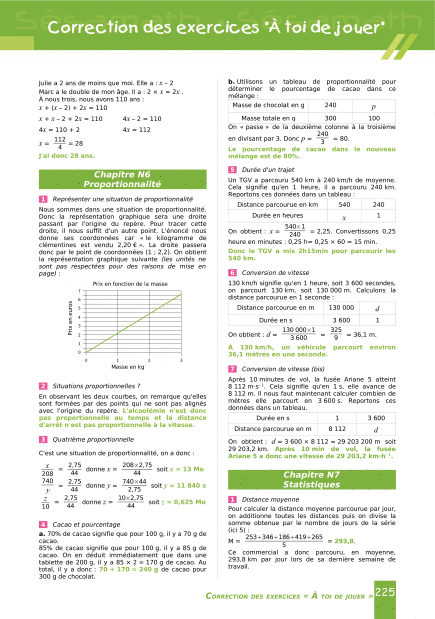 Correction des exercices "À toi de jouer"
Julie a 2 ans de moins que moi. Elle a : x – 2
Marc a le double de mon âge. Il a : 2 × x = 2x .
À nous trois, nous avons 110 ans :
x + (x – 2) + 2x = 110
x + x – 2 + 2x = 110 4x – 2 = 110
4x = 110 + 2 4x = 112
x = 112/4 = 28
J'ai donc 28 ans.
Chapitre N6
Proportionnalité
1 Représenter une situation de proportionnalité
Nous sommes dans une situation de proportionnalité.
Donc la représentation graphique sera une droite
passant par l'origine du repère. Pour tracer cette
droite, il nous suffit d'un autre point. L'énoncé nous
donne ses coordonnées car « le kilogramme de
clémentines est vendu 2,20 € ». La droite passera
donc par le point de coordonnées (1 ; 2,2). On obtient
la représentation graphique suivante (les unités ne
sont pas respectées pour des raisons de mise en
page) :
Prix en fonction de la masse
Prix en euros
7
6
5
4
3
2
1
0
0 1 2 3
Masse en kg
2 Situations proportionnelles ?
En observant les deux courbes, on remarque qu'elles
sont formées par des points qui ne sont pas alignés
avec l'origine du repère. L'alcoolémie n'est donc
pas proportionnelle au temps et la distance
d'arrêt n'est pas proportionnelle à la vitesse.
3 Quatrième proportionnelle
C'est une situation de proportionnalité, on a donc :
x/208 = 2,75/44 donne x = 208×2,75/44 soit x = 13 Mo
740/y = 2,75/44 donne y = 740×44/2,75 soit y = 11 840 s
z/10 = 2,75/44 donne z = 10×2,75/44 soit z = 0,625 Mo
4 Cacao et pourcentage
a. 70% de cacao signifie que pour 100 g, il y a 70 g de
cacao.
85% de cacao signifie que pour 100 g, il y a 85 g de
cacao. On en déduit immédiatement que dans une
tablette de 200 g, il y a 85 × 2 = 170 g de cacao. Au
total, il y a donc : 70 + 170 = 240 g de cacao pour
300 g de chocolat.
b. Utilisons un tableau de proportionnalité pour
déterminer le pourcentage de cacao dans ce
mélange :
Masse de chocolat en g 240 p
Masse totale en g 300 100
On « passe » de la deuxième colonne à la troisième
en divisant par 3. Donc p = 240/3 = 80.
Le pourcentage de cacao dans le nouveau
mélange est de 80%.
5 Durée d'un trajet
Un TGV a parcouru 540 km à 240 km/h de moyenne.
Cela signifie qu'en 1 heure, il a parcouru 240 km.
Reportons ces données dans un tableau :
Distance parcourue en km 540 240
Durée en heures x 1
On obtient : x = 540×1/240 = 2,25. Convertissons 0,25
heure en minutes : 0,25 h= 0,25 × 60 = 15 min.
Donc le TGV a mis 2h15min pour parcourir les
540 km.
6 Conversion de vitesse
130 km/h signifie qu'en 1 heure, soit 3 600 secondes,
on parcourt 130 km, soit 130 000 m. Calculons la
distance parcourue en 1 seconde :
Distance parcourue en m 130 000 d
Durée en s 3 600 1
On obtient : d = 130 000×1/3 600 = 325/9 ≈ 36,1 m.
À 130 km/h, un véhicule parcourt environ
36,1 mètres en une seconde.
7 Conversion de vitesse (bis)
Après 10 minutes de vol, la fusée Ariane 5 atteint
8 112 m·s⁻¹. Cela signifie qu'en 1 s, elle avance de
8 112 m. Il nous faut maintenant calculer combien de
mètres elle parcourt en 3 600 s. Reportons ces
données dans un tableau.
Durée en s 1 3 600
Distance parcourue en m 8 112 d
On obtient : d = 3 600 × 8 112 = 29 203 200 m soit
29 203,2 km. Après 10 min de vol, la fusée
Ariane 5 a donc une vitesse de 29 203,2 km·h⁻¹.
Chapitre N7
Statistiques
1 Distance moyenne
Pour calculer la distance moyenne parcourue par jour,
on additionne toutes les distances puis on divise la
somme obtenue par le nombre de jours de la série
(ici 5) :
M = 253+346+186+419+265/5 = 293,8.
Ce commercial a donc parcouru, en moyenne,
293,8 km par jour lors de sa dernière semaine de
travail.
Correction des exercices « À toi de jouer » 225